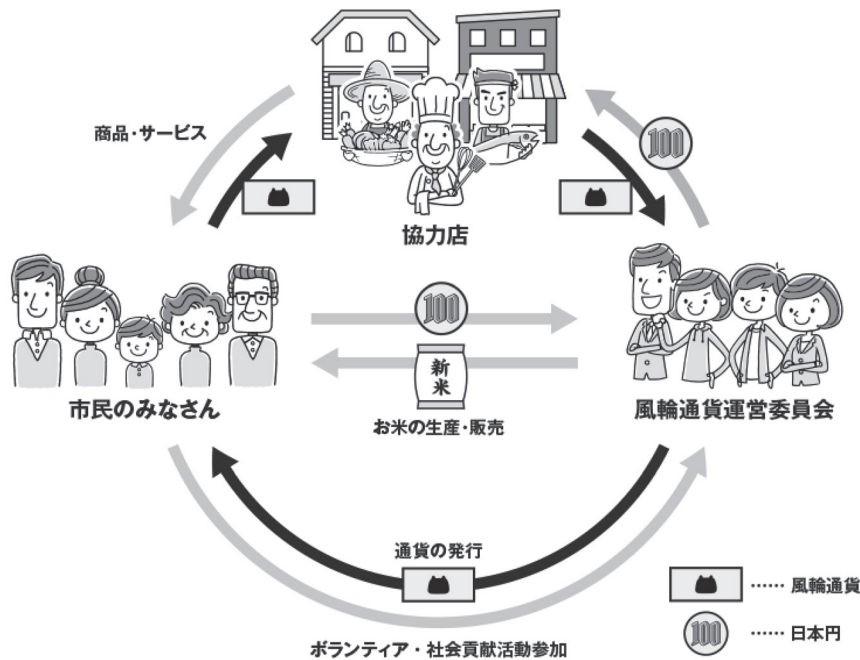 商品・サービス
100
協力店
100
新米
市民のみなさん
お米の生産・販売
風輪通貨運営委員会
通貨の発行
ボランティア・社会貢献活動参加
…… 風輪通貨
100 …… 日本円